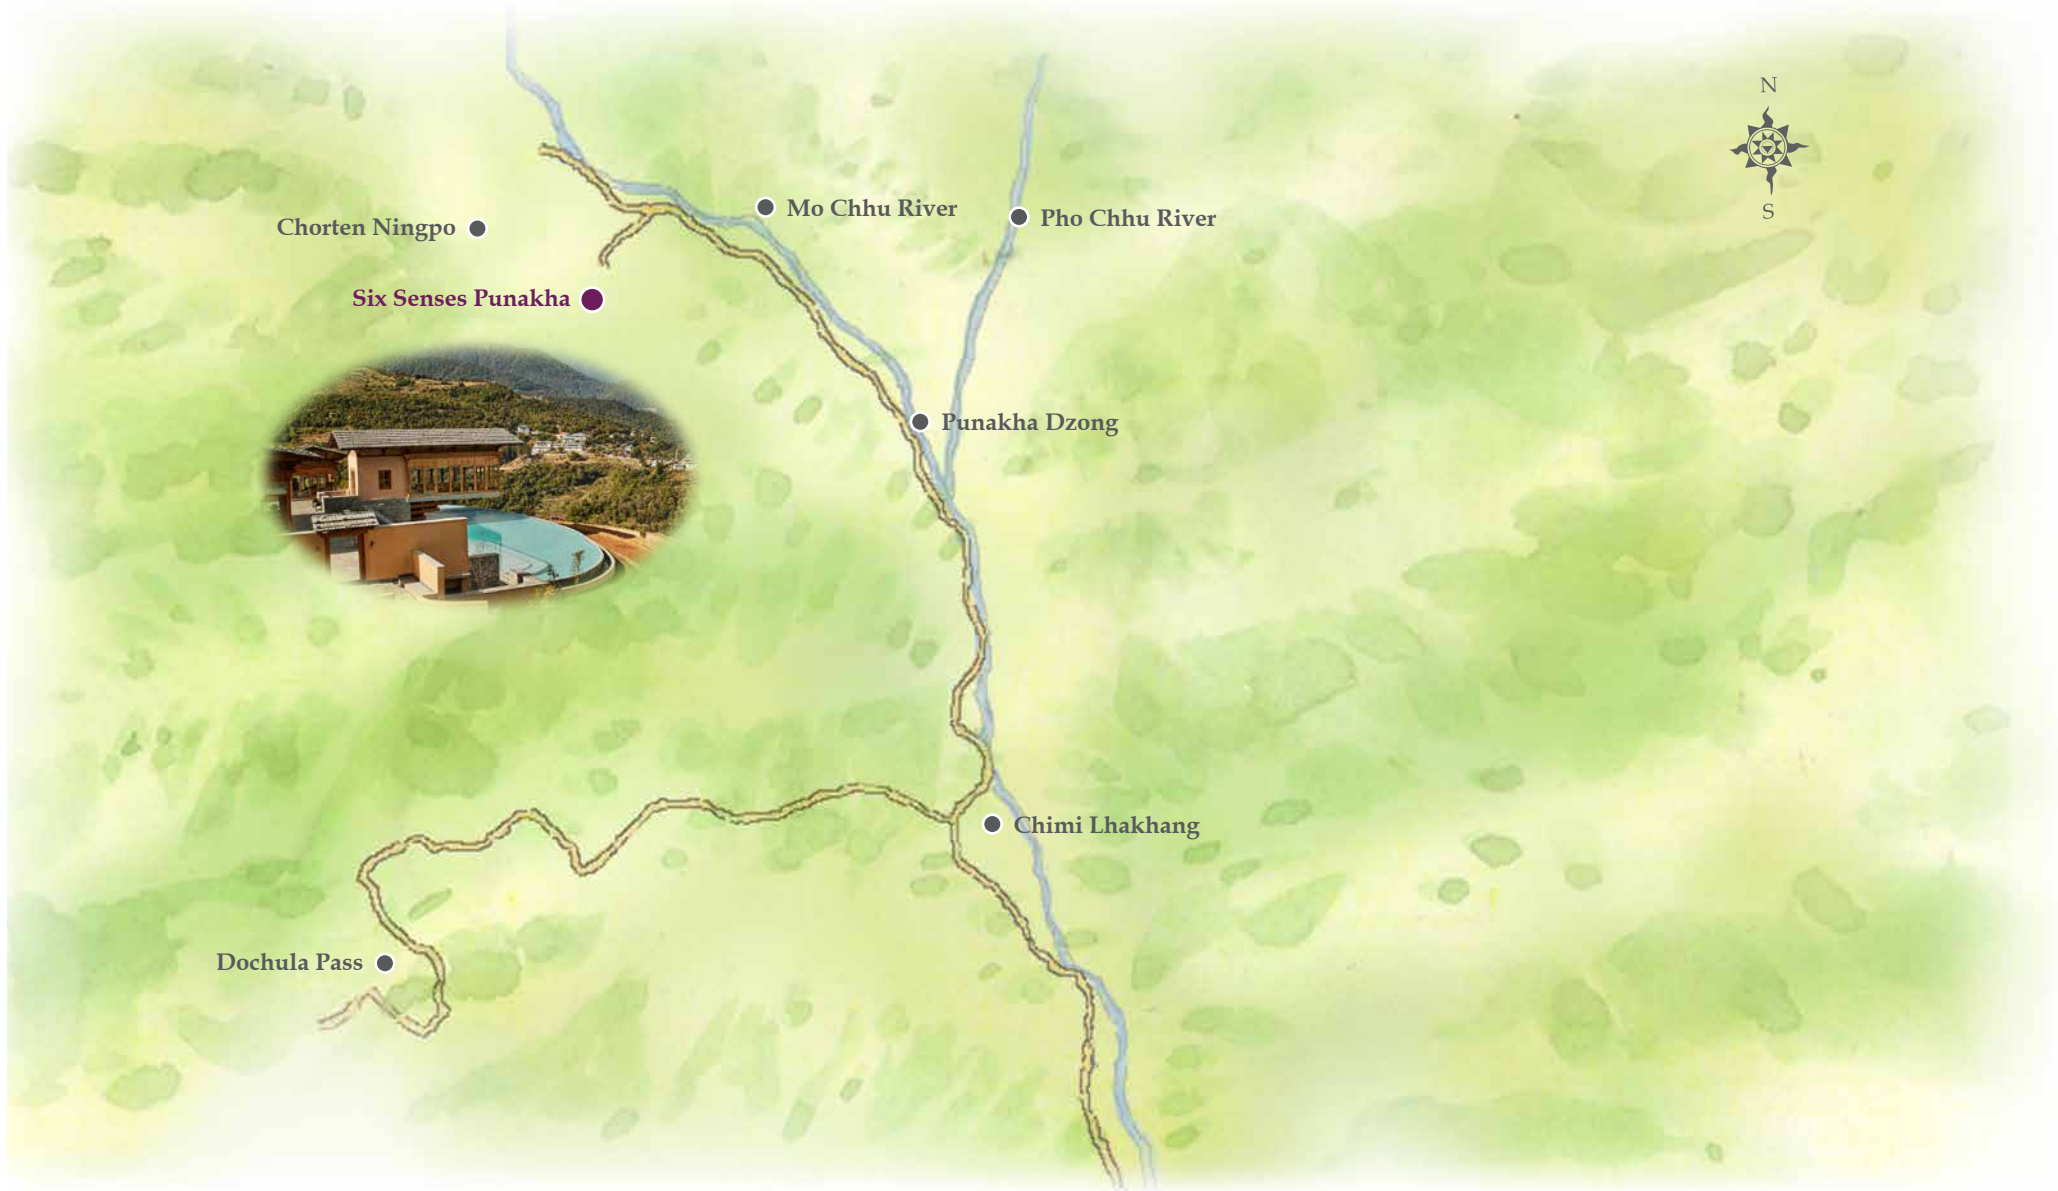 N
S
Mo Chhu River
Pho Chhu River
Chorten Ningpo
Six Senses Punakha
Punakha Dzong
Chimi Lhakhang
Dochula Pass